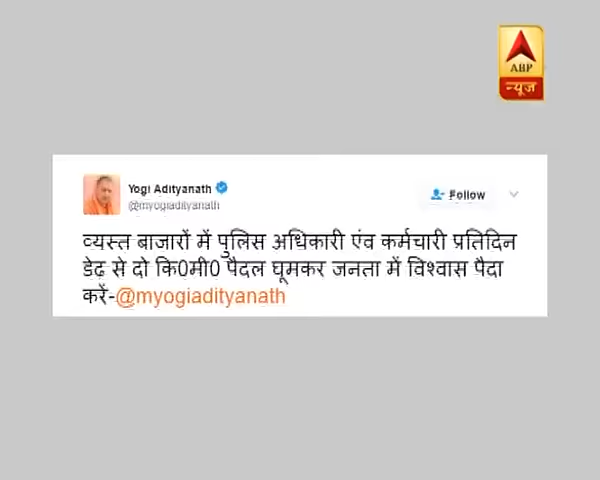 ABP
न्यूज़
Yogi Adityanath
@myogiadityanath
Follow
व्यस्त बाजारों में पुलिस अधिकारी एंव कर्मचारी प्रतिदिन
डेढ़ से दो कि0मी0 पैदल घूमकर जनता में विश्वास पैदा
करें-@myogiadityanath